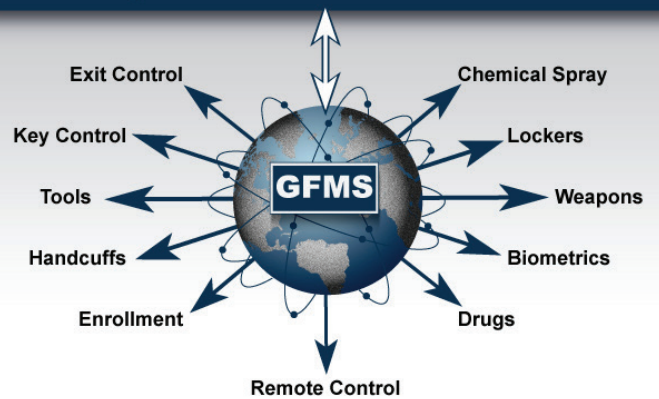 Exit Control
Chemical Spray
Key Control
Lockers
GFMS
Tools
Weapons
Handcuffs
Biometrics
Enrollment
Drugs
Remote Control